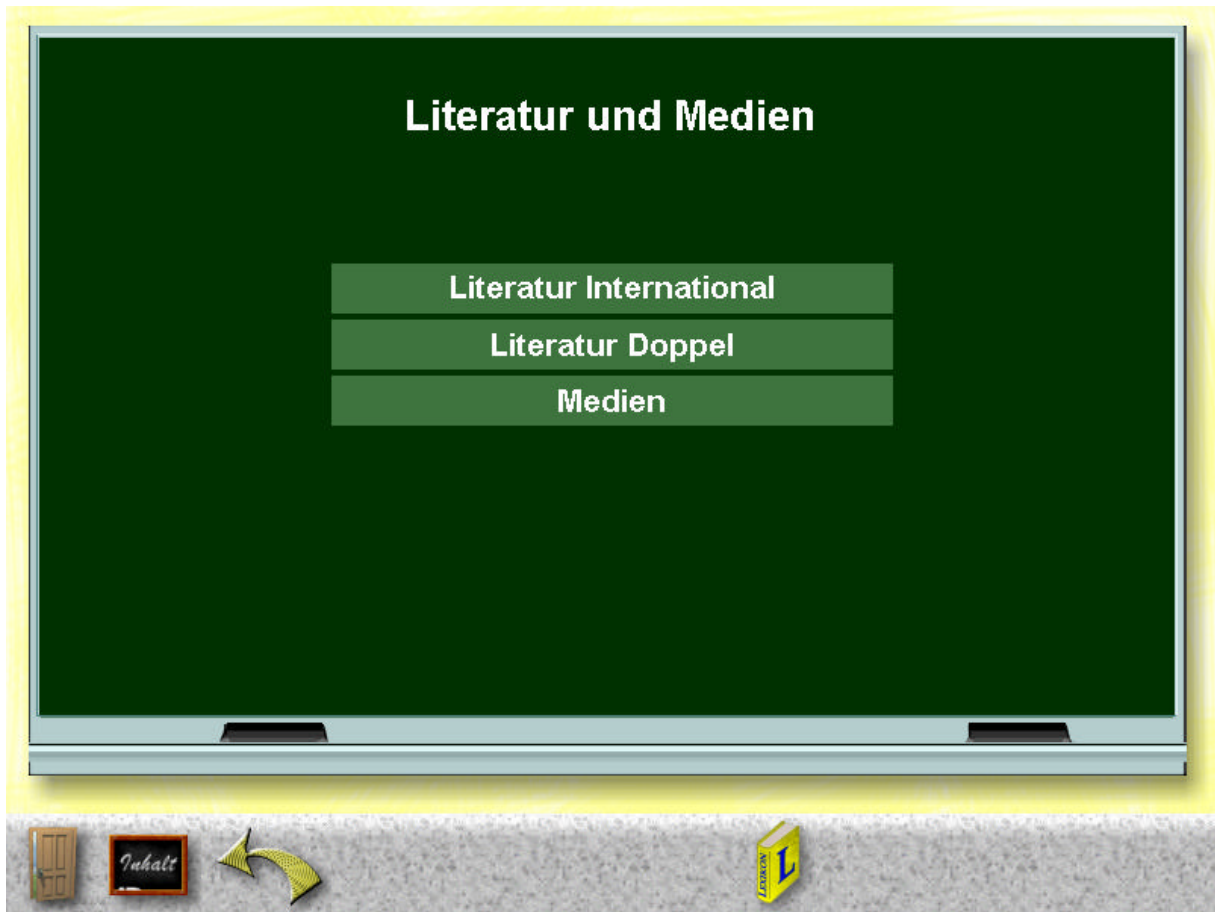 Literatur und Medien
Literatur International
Literatur Doppel
Medien
Inhalt
LEXIKON
L